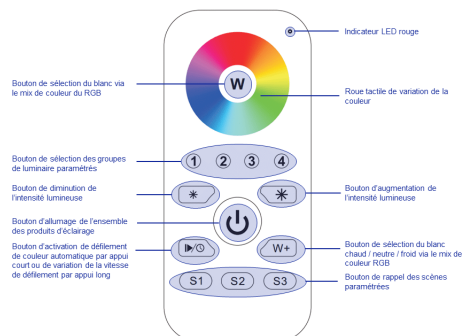 Indicateur LED rouge
W
Bouton de sélection du blanc via
le mix de couleur du RGB
Roue tactile de variation de la
couleur
Bouton de sélection des groupes
de luminaire paramétrés
1 2 3 4
Bouton de diminution de
l'intensité lumineuse
Bouton d'augmentation de
l'intensité lumineuse
Bouton d'allumage de l'ensemble
des produits d'éclairage
Bouton d'activation de défilement
de couleur automatique par appui
court ou de variation de la vitesse
de défilement par appui long
W+
Bouton de sélection du blanc
chaud / neutre / froid via le mix de
couleur RGB
S1 S2 S3
Bouton de rappel des scènes
paramétrées